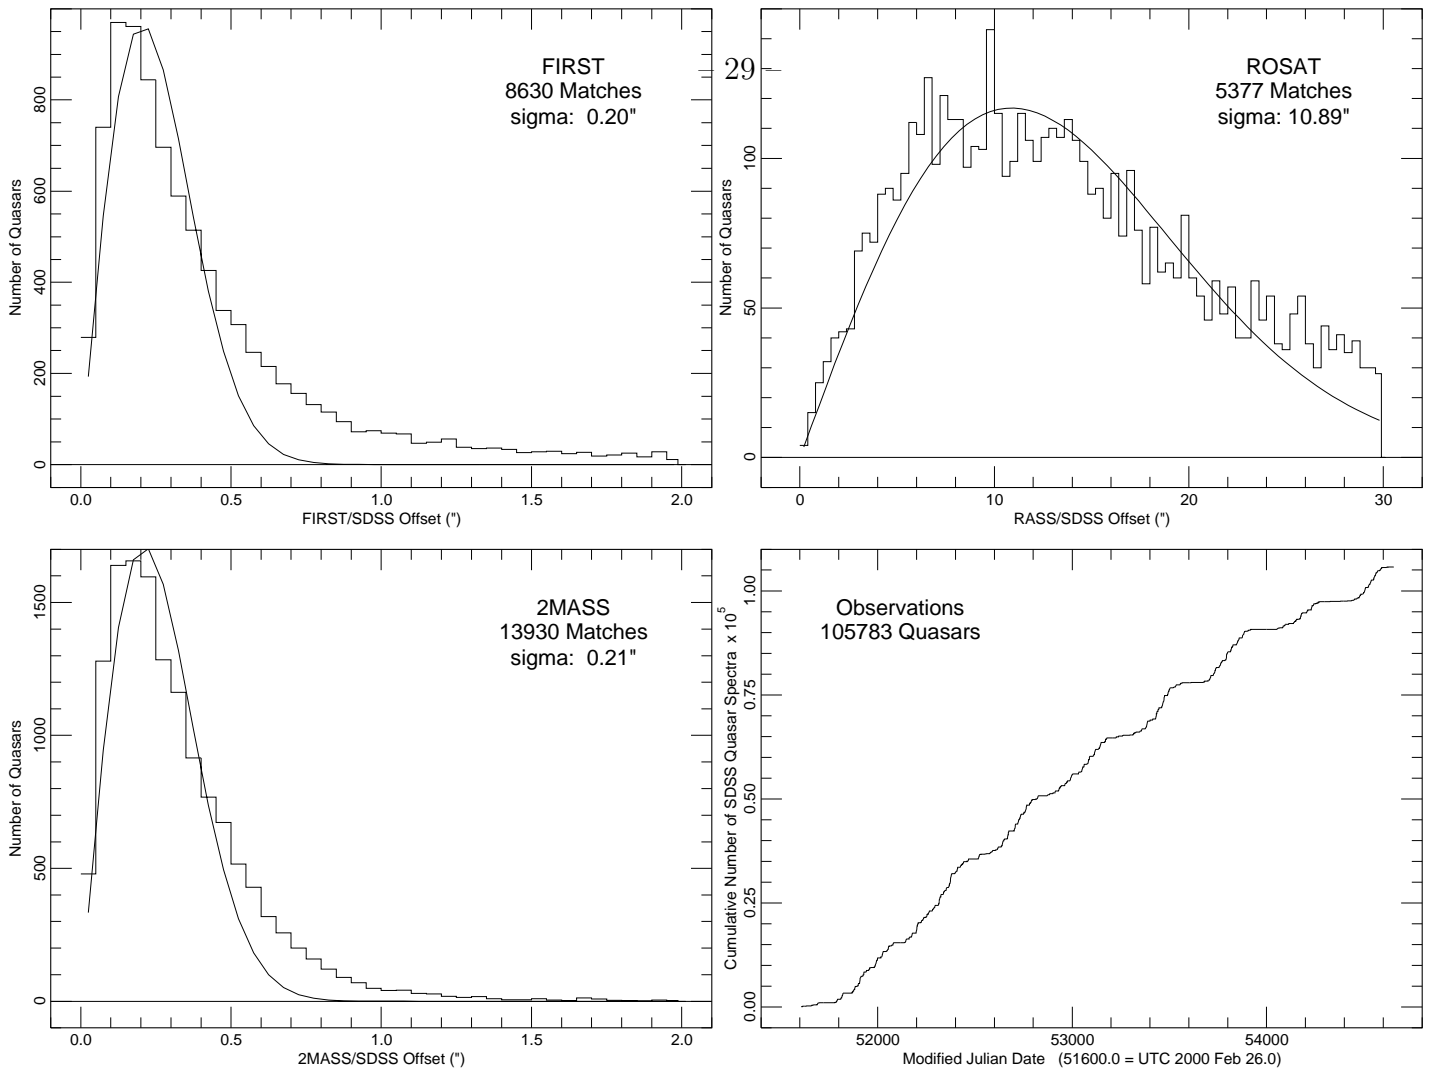 – 29 –
FIRST
8630 Matches
sigma: 0.20"
Number of Quasars
0
200
400
600
800
0.0 0.5 1.0 1.5 2.0
FIRST/SDSS Offset (")
ROSAT
5377 Matches
sigma: 10.89"
Number of Quasars
0
50
100
0 10 20 30
RASS/SDSS Offset (")
2MASS
13930 Matches
sigma: 0.21"
Number of Quasars
0
500
1000
1500
0.0 0.5 1.0 1.5 2.0
2MASS/SDSS Offset (")
Observations
105783 Quasars
Cumulative Number of SDSS Quasar Spectra x 10⁵
0.00
0.25
0.50
0.75
1.00
52000 53000 54000
Modified Julian Date (51600.0 = UTC 2000 Feb 26.0)